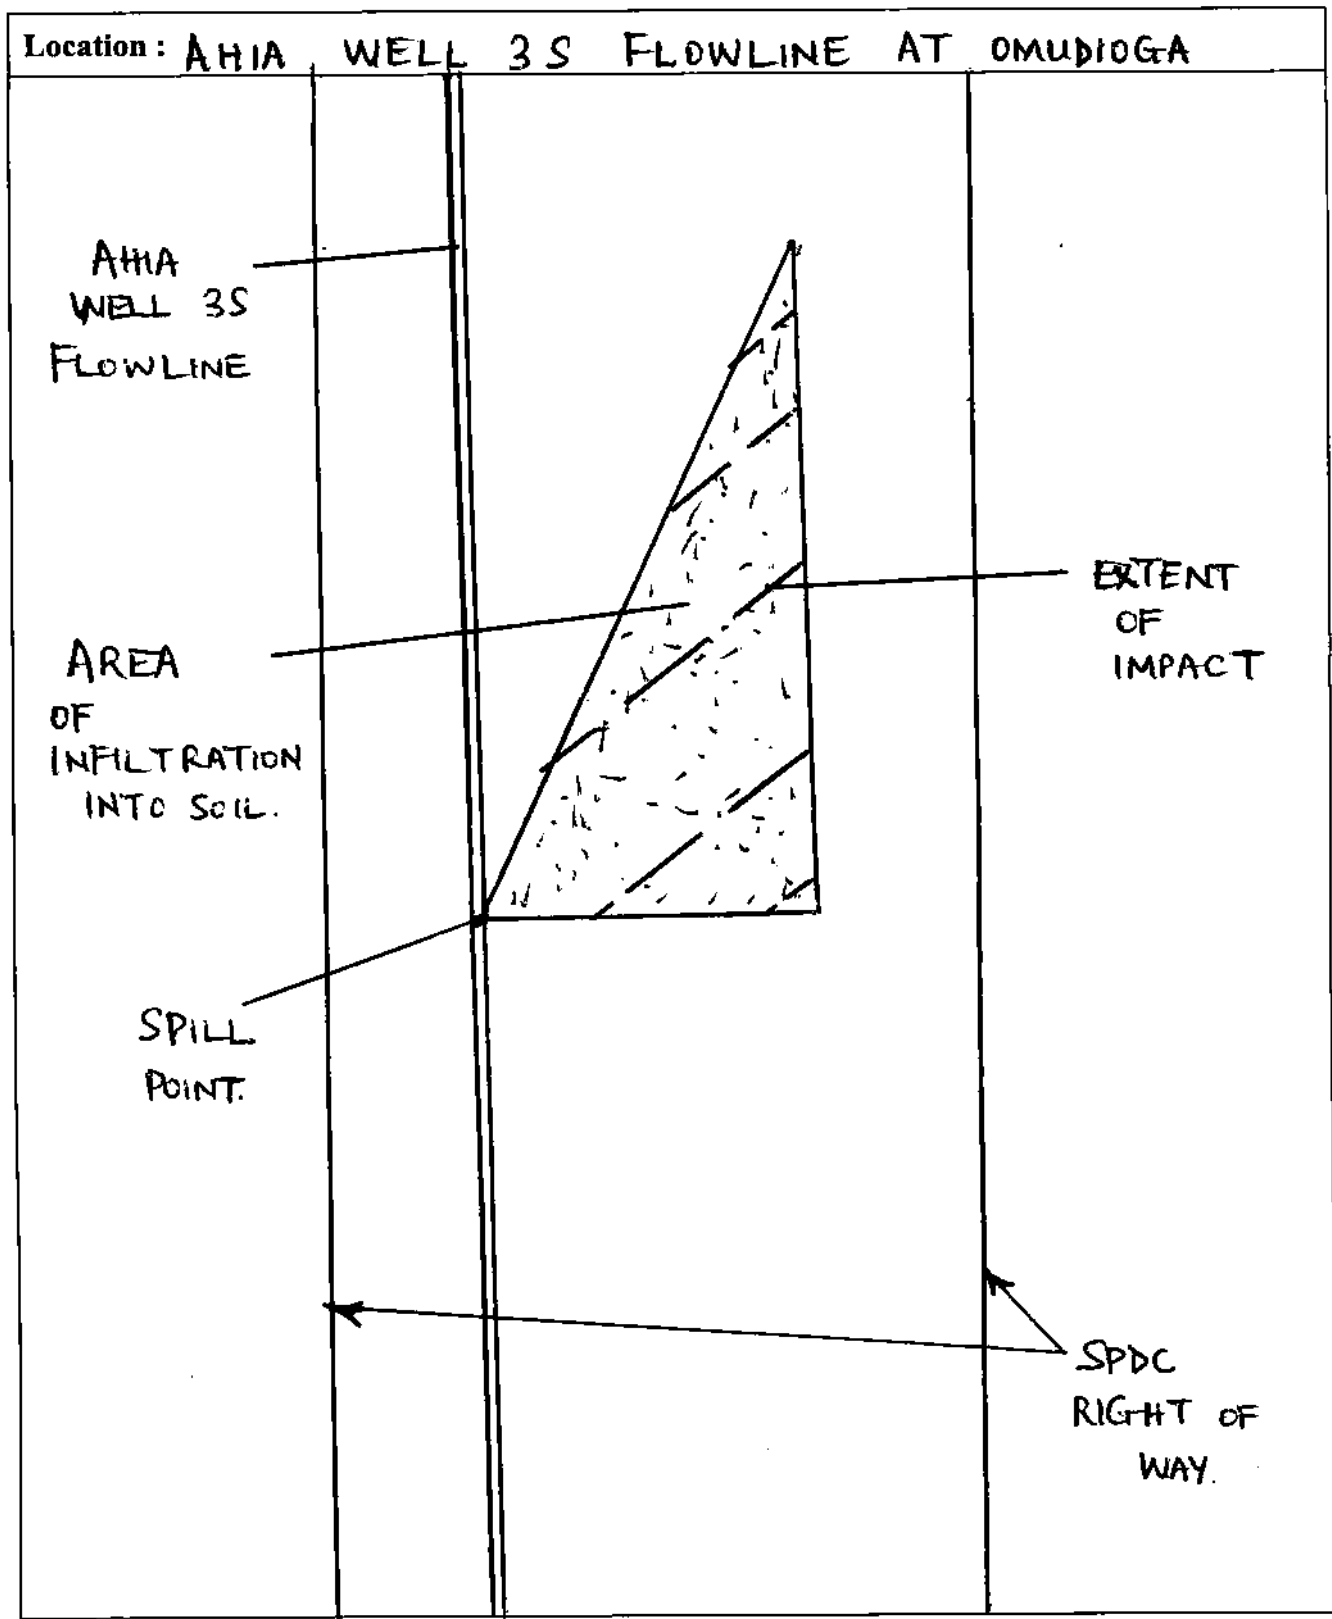 Location : AHIA WELL 3S FLOWLINE AT OMUDIOGA
AHIA
WELL 3S
FLOWLINE
AREA
OF
INFILTRATION
INTO SOIL.
EXTENT
OF
IMPACT
SPILL
POINT.
SPDC
RIGHT OF
WAY.